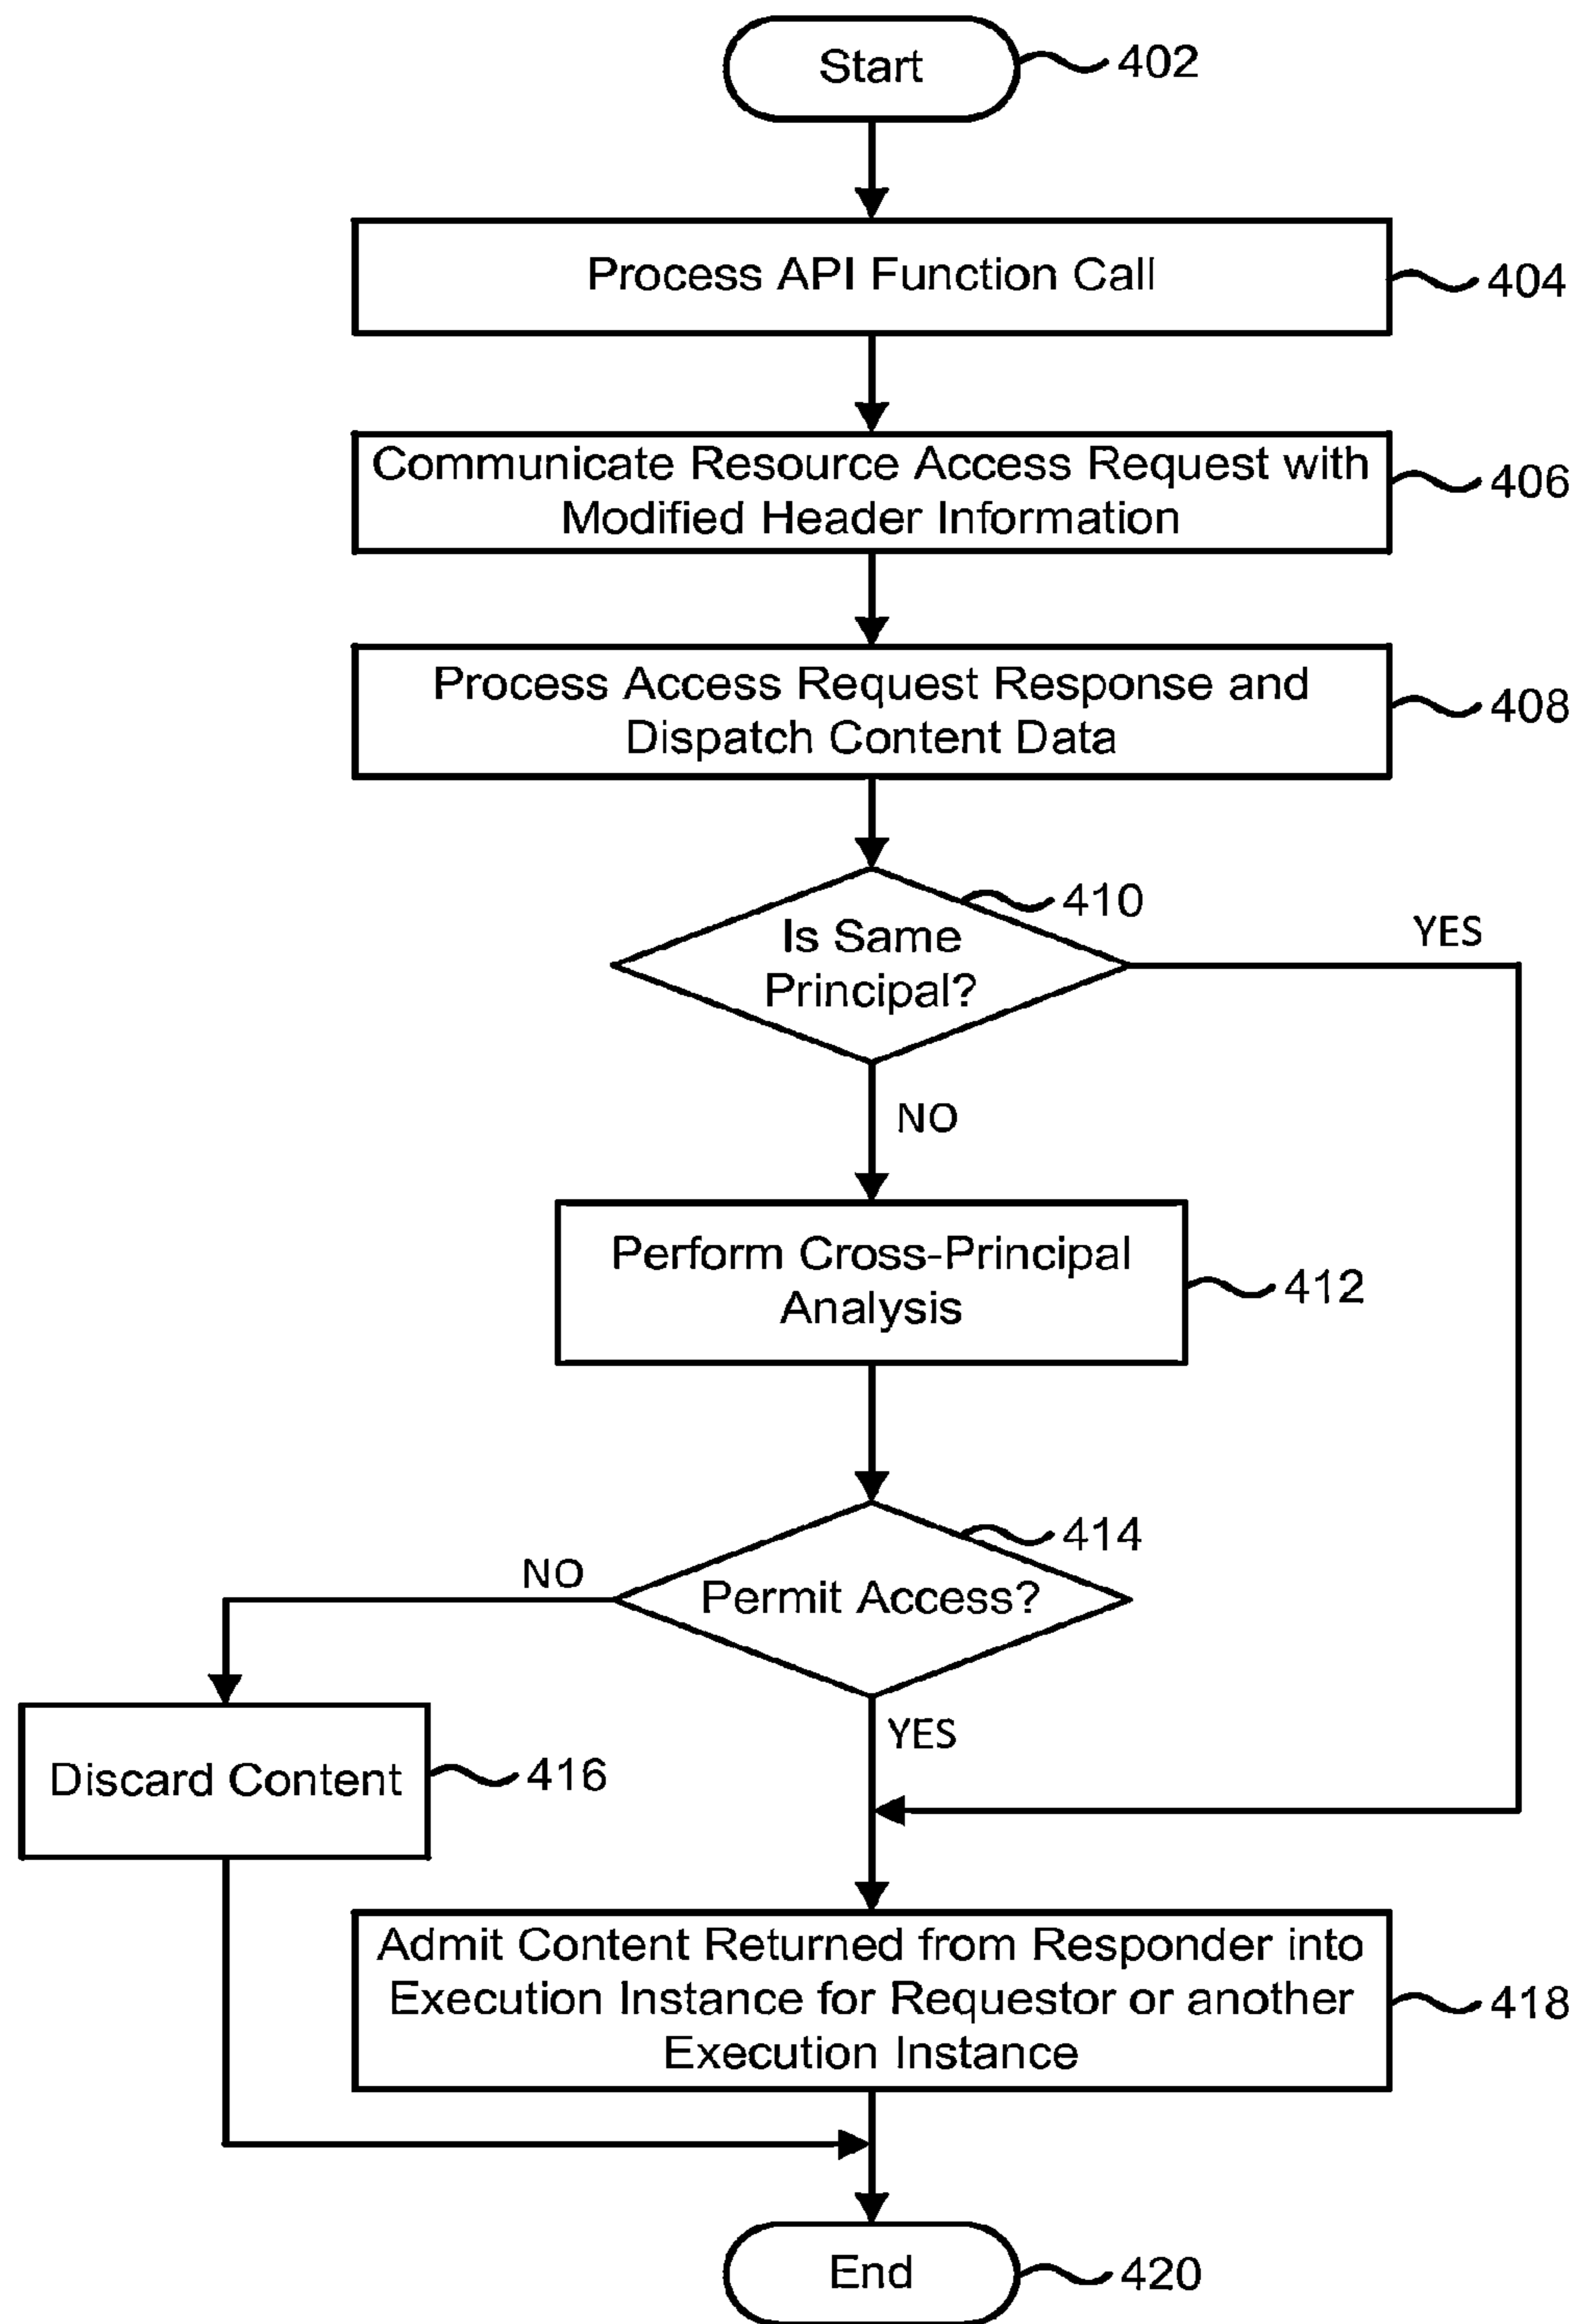 Start
402
Process API Function Call
404
Communicate Resource Access Request with
Modified Header Information
406
Process Access Request Response and
Dispatch Content Data
408
410
Is Same
Principal?
YES
NO
Perform Cross-Principal
Analysis
412
414
NO
Permit Access?
YES
Discard Content
416
Admit Content Returned from Responder into
Execution Instance for Requestor or another
Execution Instance
418
End
420